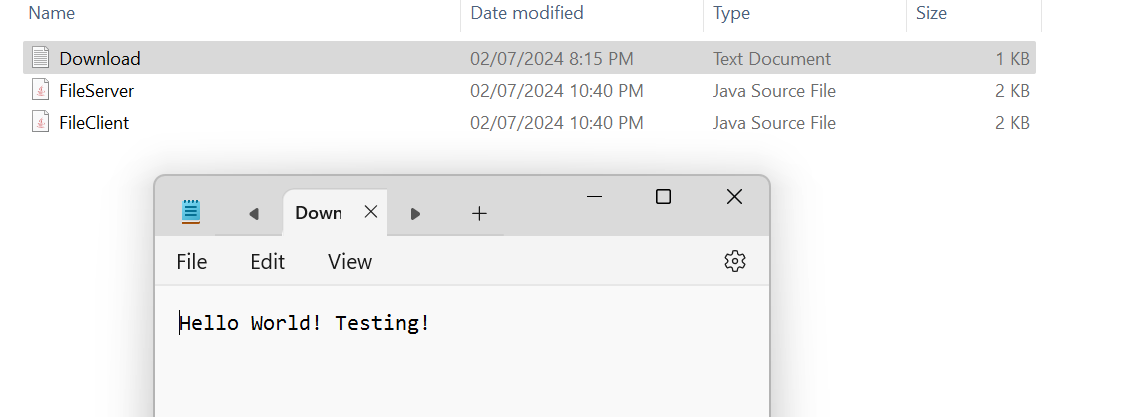 Name Date modified Type Size
Download 02/07/2024 8:15 PM Text Document 1 KB
FileServer 02/07/2024 10:40 PM Java Source File 2 KB
FileClient 02/07/2024 10:40 PM Java Source File 2 KB
Down
File Edit View
Hello World! Testing!